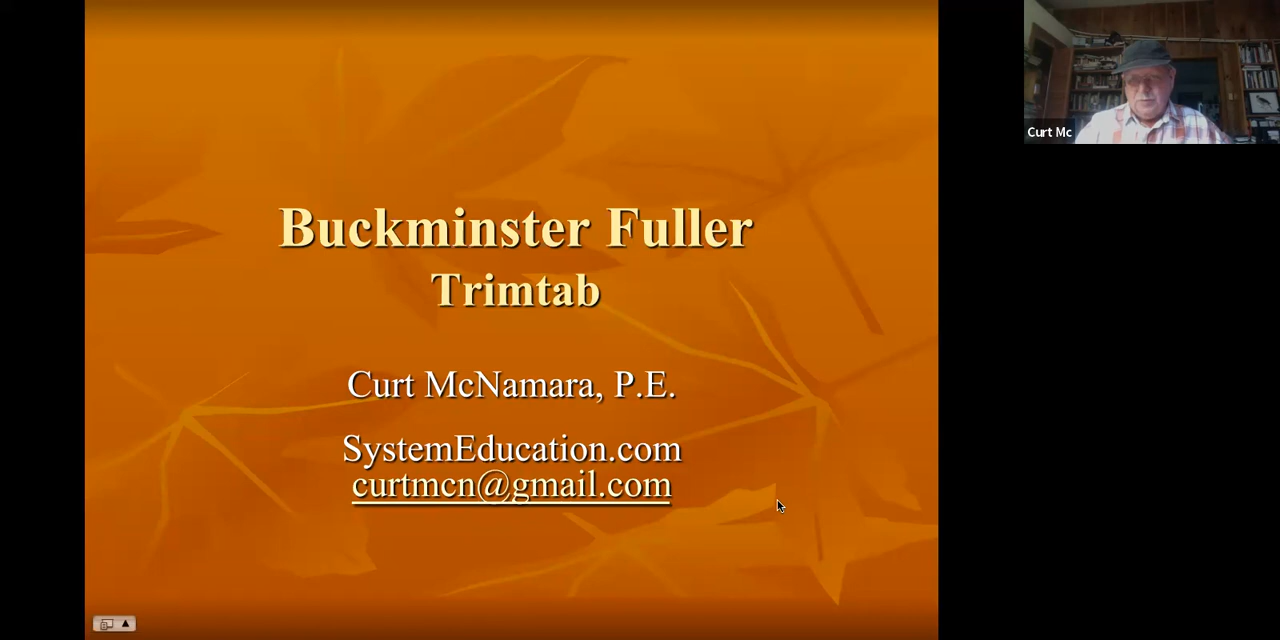 Buckminster Fuller
Trimtab
Curt McNamara, P.E.
SystemEducation.com
curtmcn@gmail.com
Curt Mc